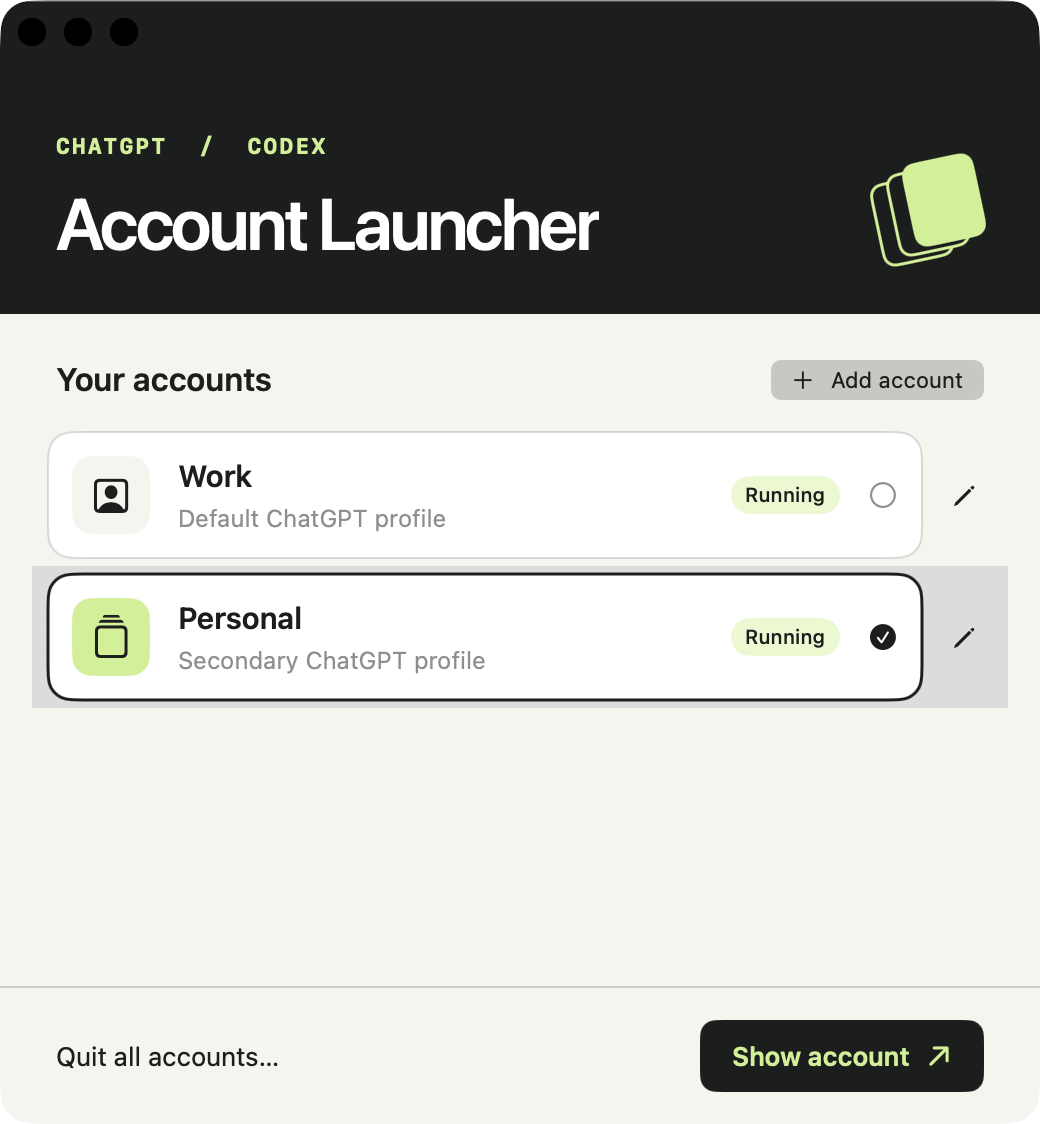 CHATGPT / CODEX
Account Launcher
Your accounts
+ Add account
Work
Default ChatGPT profile
Running
Personal
Secondary ChatGPT profile
Running
Quit all accounts...
Show account